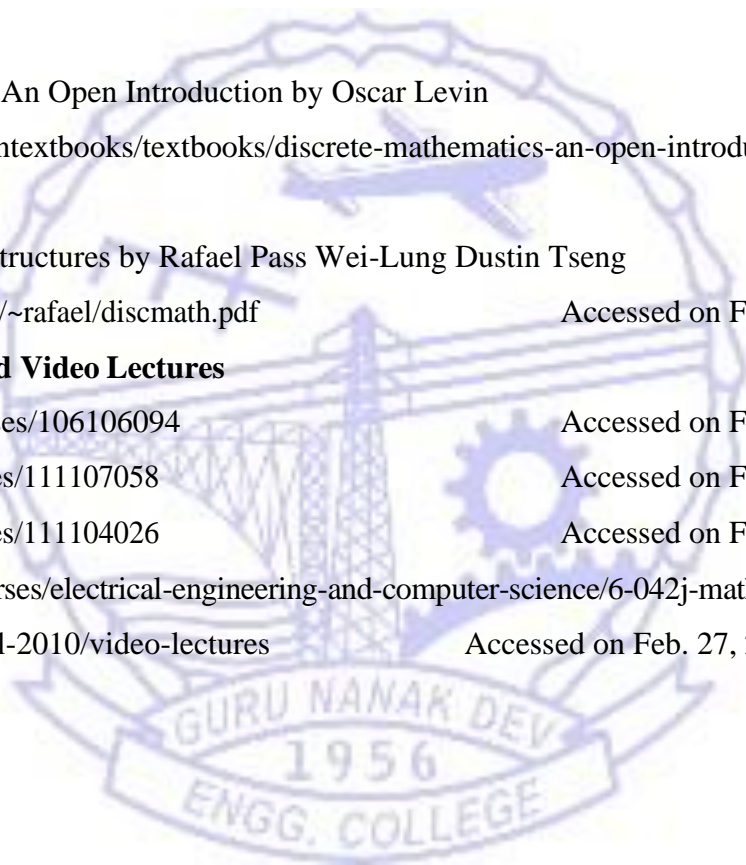 An Open Introduction by Oscar Levin
ntextbooks/textbooks/discrete-mathematics-an-open-introdu
tructures by Rafael Pass Wei-Lung Dustin Tseng
/~rafael/discmath.pdf Accessed on F
d Video Lectures
es/106106094 Accessed on F
es/111107058 Accessed on F
es/111104026 Accessed on F
rses/electrical-engineering-and-computer-science/6-042j-mat
l-2010/video-lectures Accessed on Feb. 27,
GURU NANAK DEV
1956
ENGG. COLLEGE